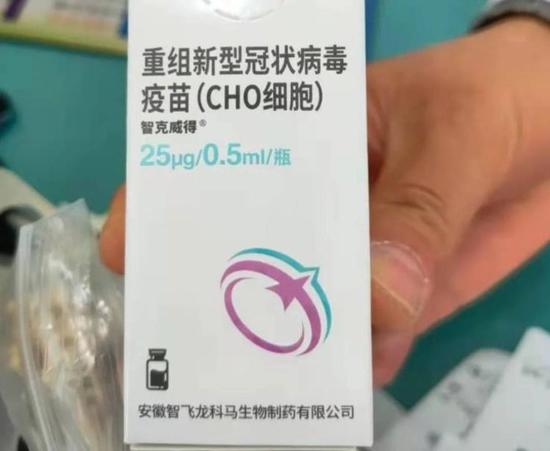 重组新型冠状病毒
疫苗(CHO细胞)
智克威得®
25μg/0.5ml/瓶
安徽智飞龙科马生物制药有限公司